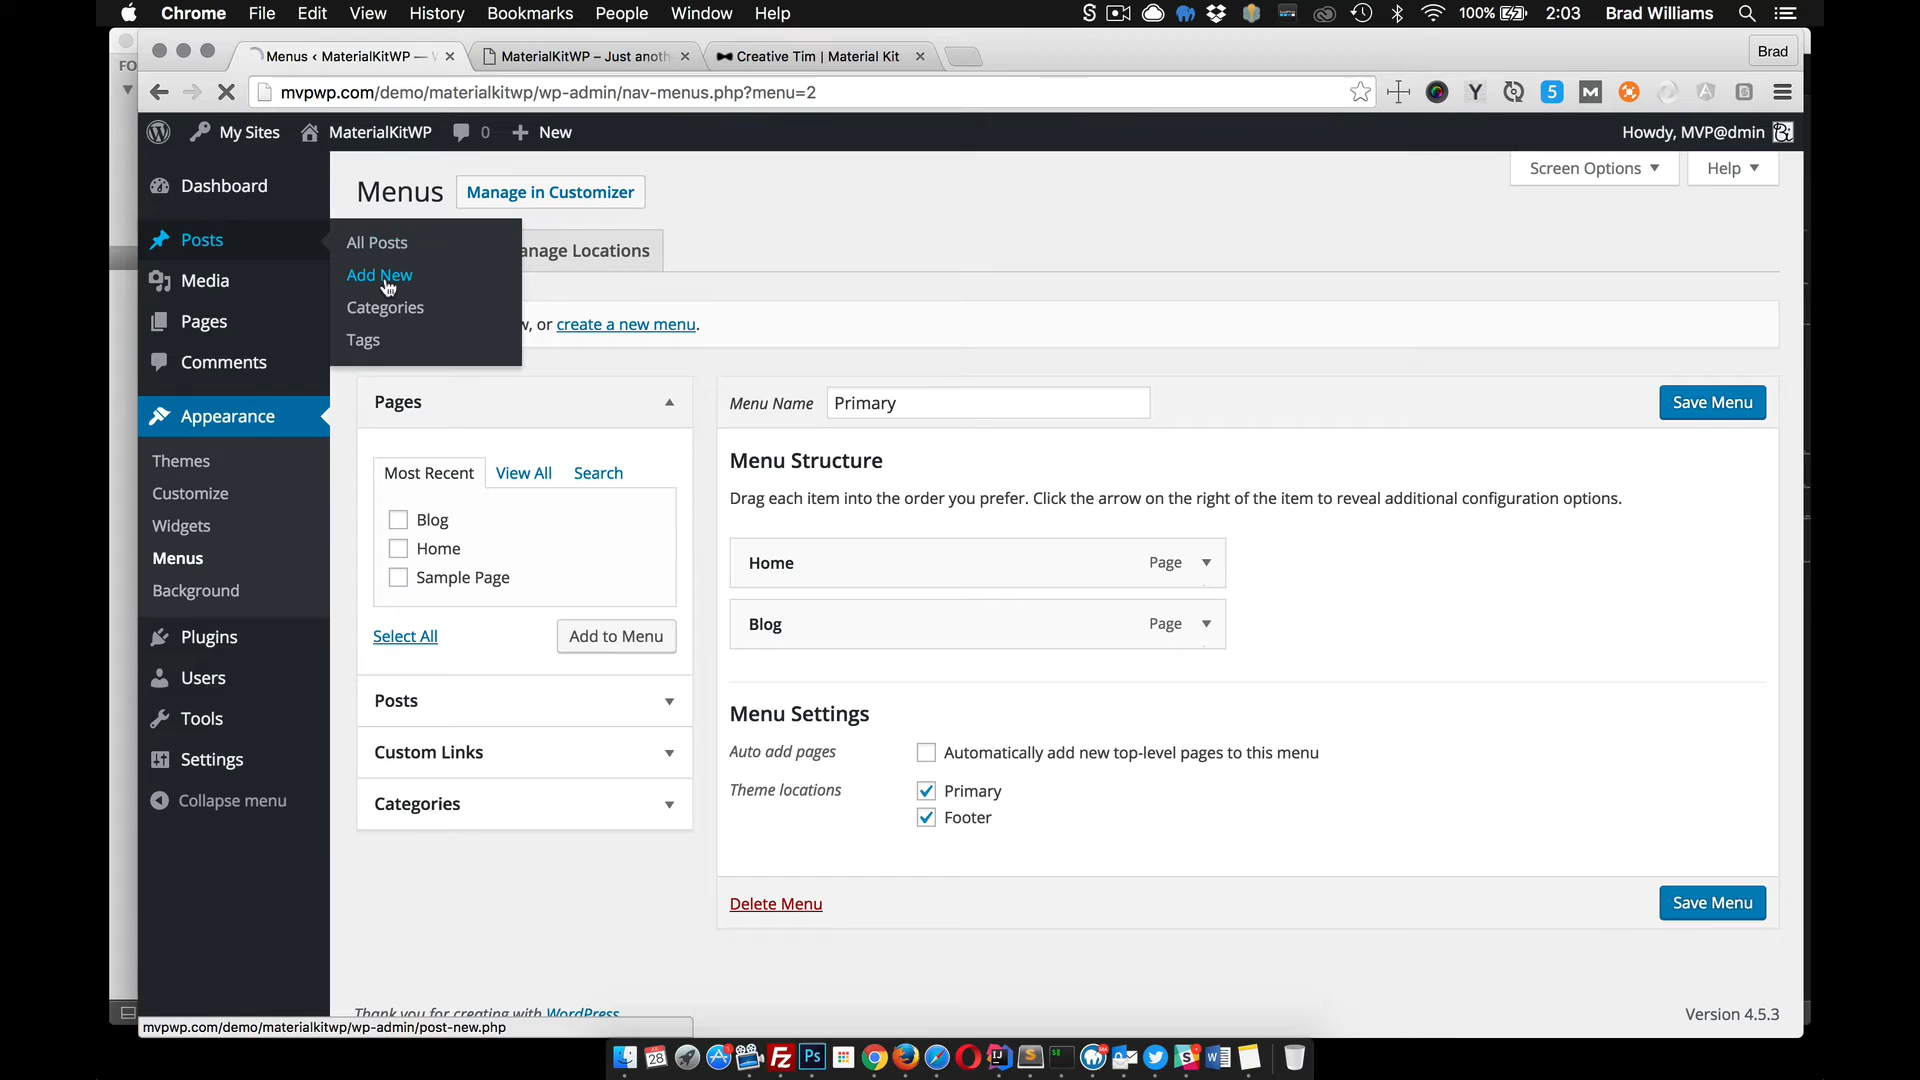 Chrome File Edit View History Bookmarks People Window Help 100% 2:03 Brad Williams
Menus ‹ MaterialKitWP — MaterialKitWP – Just anoth Creative Tim | Material Kit Brad
FO
mvpwp.com/demo/materialkitwp/wp-admin/nav-menus.php?menu=2
My Sites MaterialKitWP 0 New Howdy, MVP@dmin
Screen Options Help
Dashboard
Menus Manage in Customizer
Posts
All Posts
anage Locations
Add New
Media
Categories
Pages
w, or create a new menu.
Tags
Comments
Pages
Menu Name Primary Save Menu
Appearance
Menu Structure
Themes
Most Recent View All Search
Customize
Drag each item into the order you prefer. Click the arrow on the right of the item to reveal additional configuration options.
Widgets
Blog
Home
Sample Page
Menus
Home Page
Background
Blog Page
Select All Add to Menu
Plugins
Users
Posts
Menu Settings
Tools
Custom Links
Auto add pages Automatically add new top-level pages to this menu
Settings
Theme locations Primary
Footer
Categories
Collapse menu
Delete Menu Save Menu
Thank you for creating with WordPress
Version 4.5.3
mvpwp.com/demo/materialkitwp/wp-admin/post-new.php